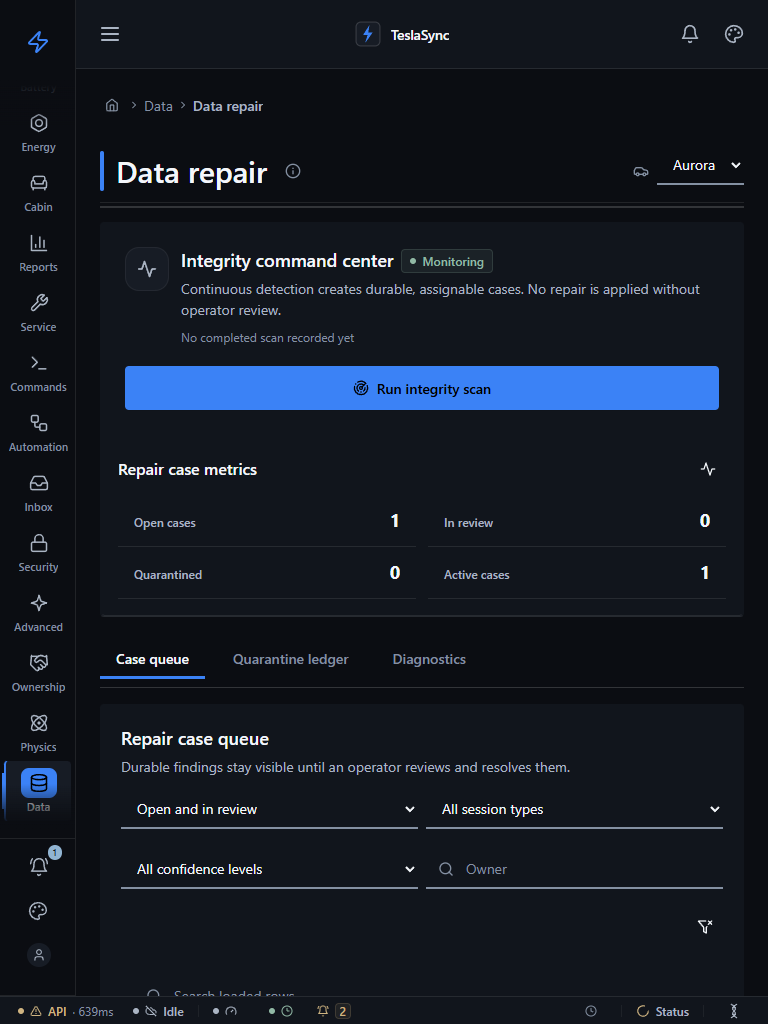 TeslaSync
Data
Data repair
Data repair
Aurora
Energy
Cabin
Reports
Service
Commands
Automation
Inbox
Security
Advanced
Ownership
Physics
Data
1
Integrity command center
Monitoring
Continuous detection creates durable, assignable cases. No repair is applied without
operator review.
No completed scan recorded yet
Run integrity scan
Repair case metrics
Open cases 1
In review 0
Quarantined 0
Active cases 1
Case queue
Quarantine ledger
Diagnostics
Repair case queue
Durable findings stay visible until an operator reviews and resolves them.
Open and in review
All session types
All confidence levels
Owner
Search loaded rows
API · 639ms
Idle
2
Status